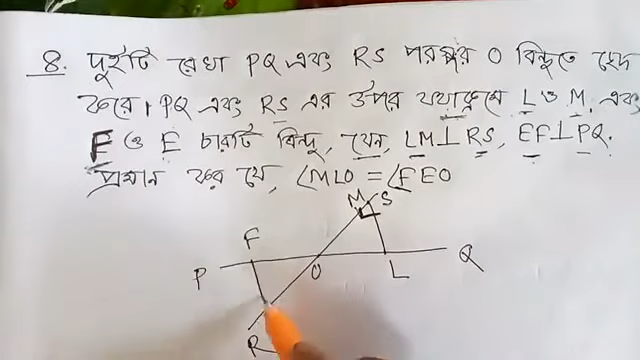 8. দুইটি রেখা PQ এবং RS পরস্পর O বিন্দুতে ছেদ
করে। PQ এবং RS এর উপর যথাক্রমে L ও M, এবং
F ও E চারটি বিন্দু, যেন, LM⊥RS, EF⊥PQ.
প্রমান কর যে, ∠MLO = ∠FEO
M S
F
P O L Q
R